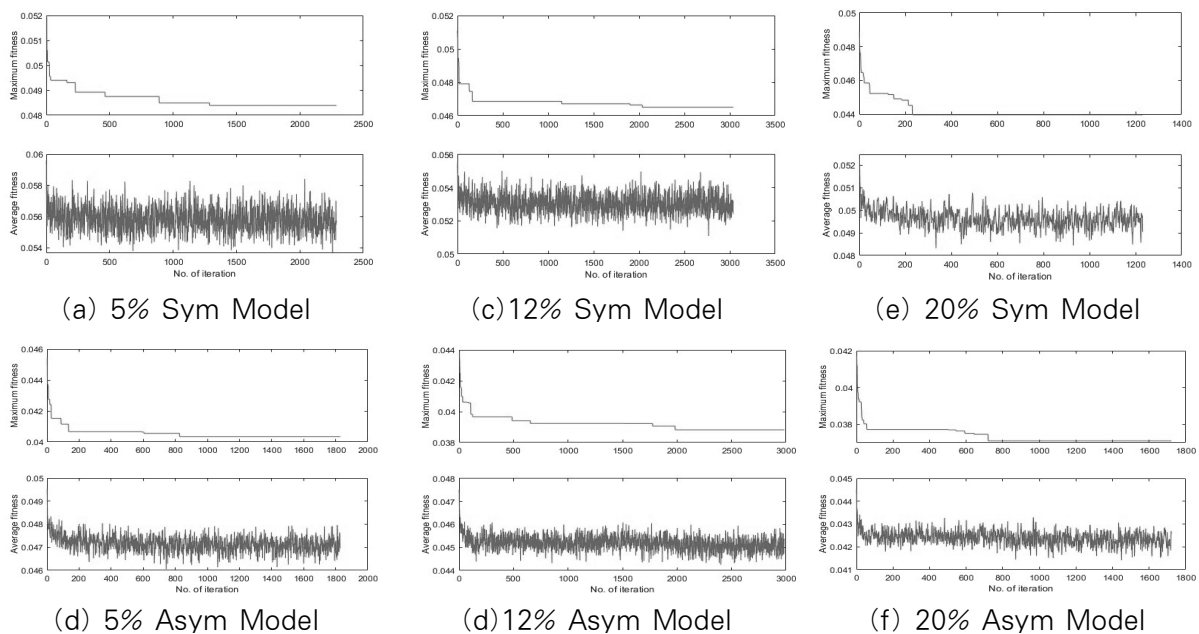 0.052
0.051
0.05
0.049
0.048
Maximum fitness
0 500 1000 1500 2000 2500
0.06
0.058
0.056
0.054
Average fitness
0 500 1000 1500 2000 2500
No. of iteration
(a) 5% Sym Model
0.052
0.05
0.048
0.046
Maximum fitness
0 500 1000 1500 2000 2500 3000 3500
0.056
0.054
0.052
0.05
Average fitness
0 500 1000 1500 2000 2500 3000 3500
No. of iteration
(c)12% Sym Model
0.05
0.048
0.046
0.044
Maximum fitness
0 200 400 600 800 1000 1200 1400
0.052
0.051
0.05
0.049
0.048
Average fitness
0 200 400 600 800 1000 1200 1400
No. of iteration
(e) 20% Sym Model
0.046
0.044
0.042
0.04
Maximum fitness
0 200 400 600 800 1000 1200 1400 1600 1800 2000
0.05
0.049
0.048
0.047
0.046
Average fitness
0 200 400 600 800 1000 1200 1400 1600 1800 2000
No. of iteration
(d) 5% Asym Model
0.044
0.042
0.04
0.038
Maximum fitness
0 500 1000 1500 2000 2500 3000
0.048
0.047
0.046
0.045
0.044
Average fitness
0 500 1000 1500 2000 2500 3000
No. of iteration
(d)12% Asym Model
0.042
0.04
0.038
Maximum fitness
0 200 400 600 800 1000 1200 1400 1600 1800
0.045
0.044
0.043
0.042
0.041
Average fitness
0 200 400 600 800 1000 1200 1400 1600 1800
No. of iteration
(f) 20% Asym Model